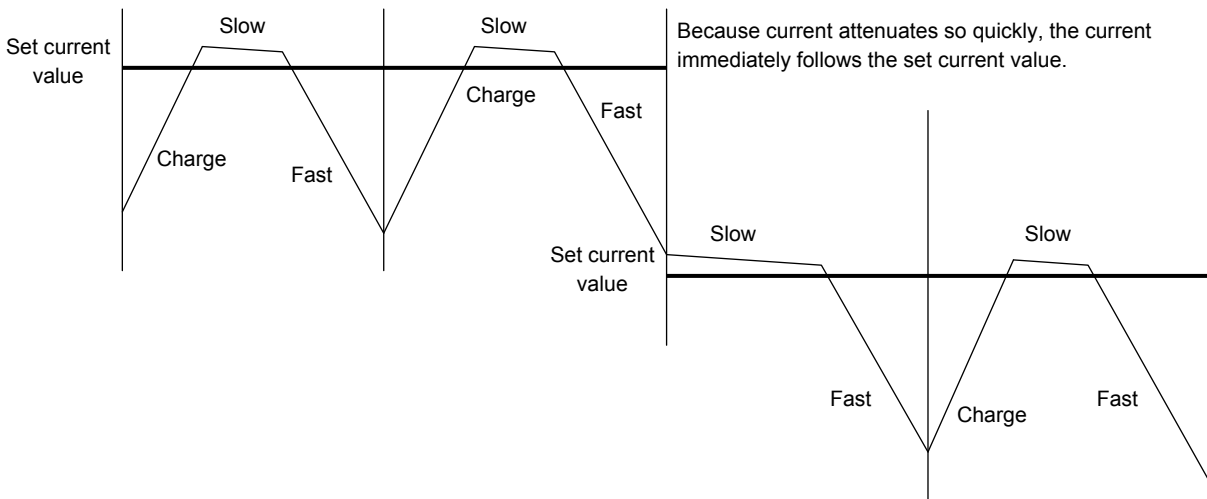 Set current
value
Slow
Charge
Fast
Slow
Charge
Fast
Because current attenuates so quickly, the current
immediately follows the set current value.
Set current
value
Slow
Fast
Slow
Charge
Fast